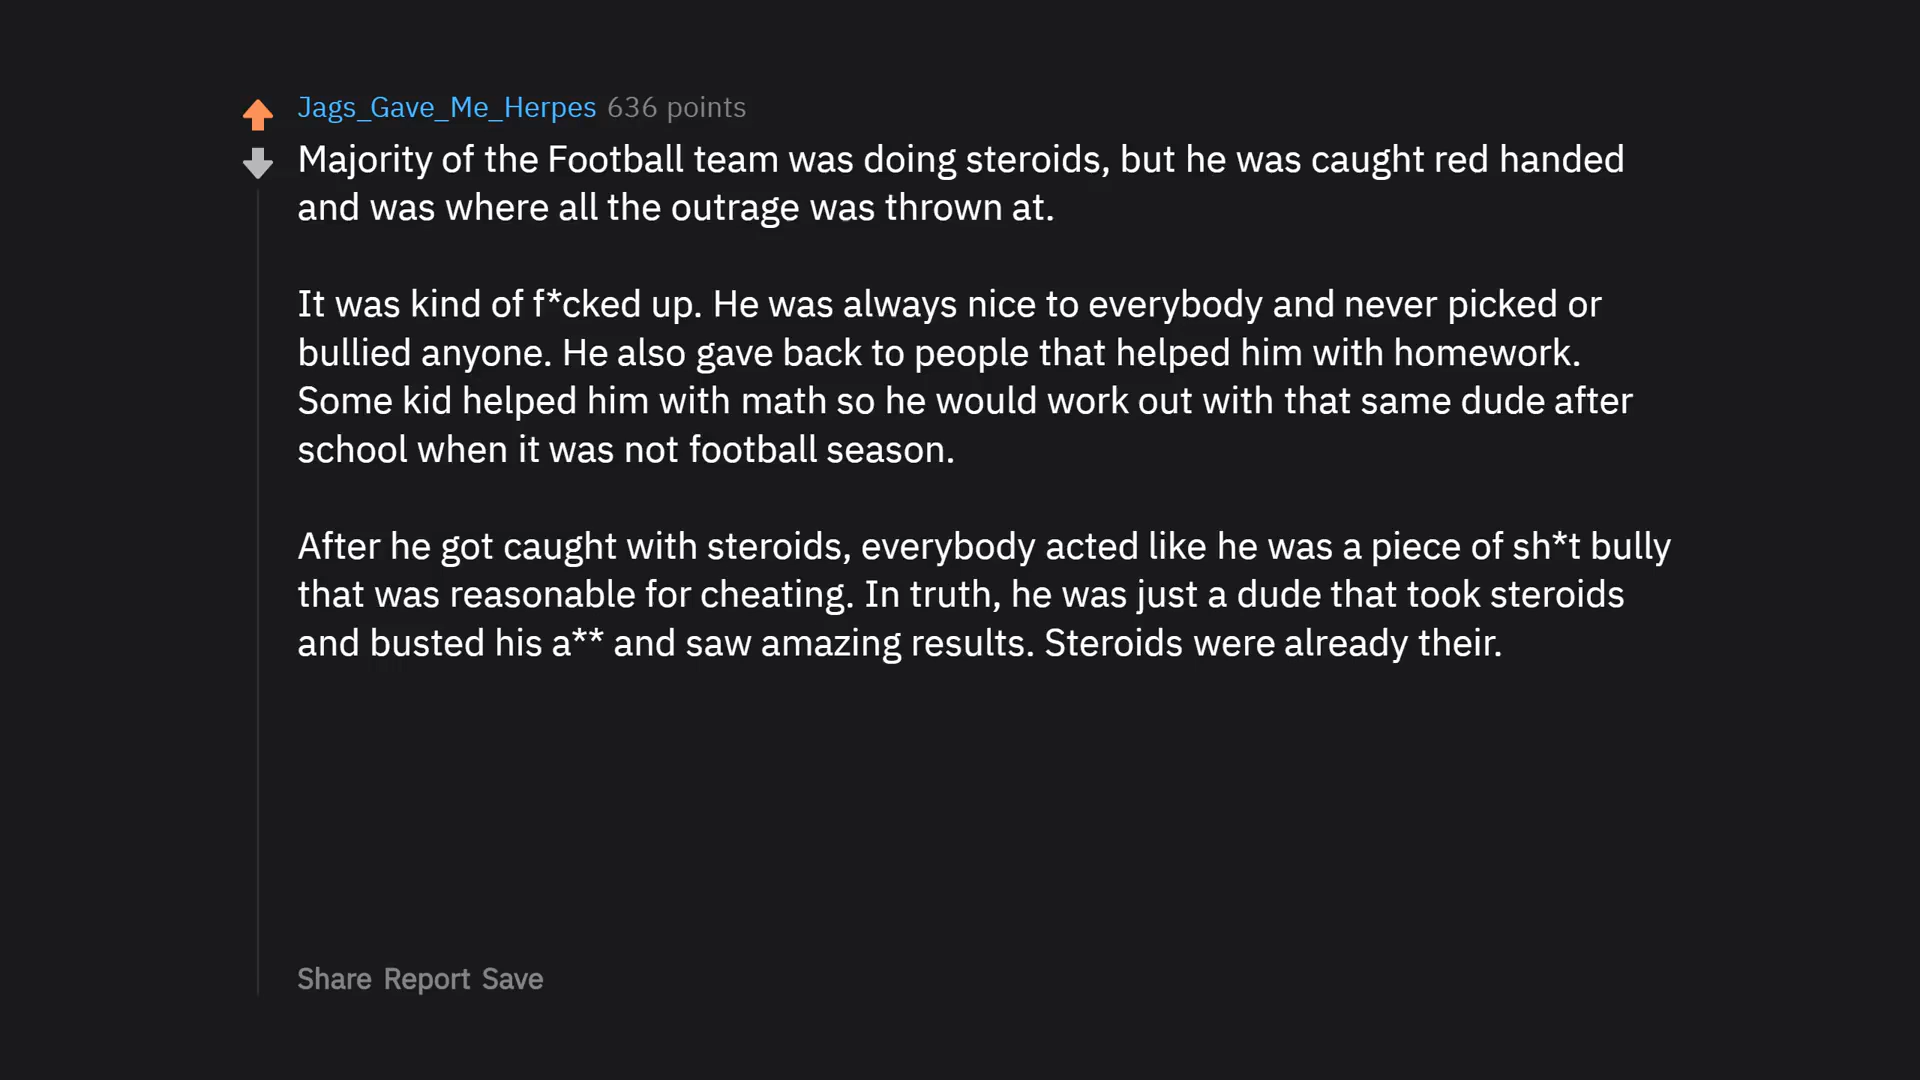 Jags_Gave_Me_Herpes 636 points
Majority of the Football team was doing steroids, but he was caught red handed
and was where all the outrage was thrown at.
It was kind of f*cked up. He was always nice to everybody and never picked or
bullied anyone. He also gave back to people that helped him with homework.
Some kid helped him with math so he would work out with that same dude after
school when it was not football season.
After he got caught with steroids, everybody acted like he was a piece of sh*t bully
that was reasonable for cheating. In truth, he was just a dude that took steroids
and busted his a** and saw amazing results. Steroids were already their.
Share Report Save